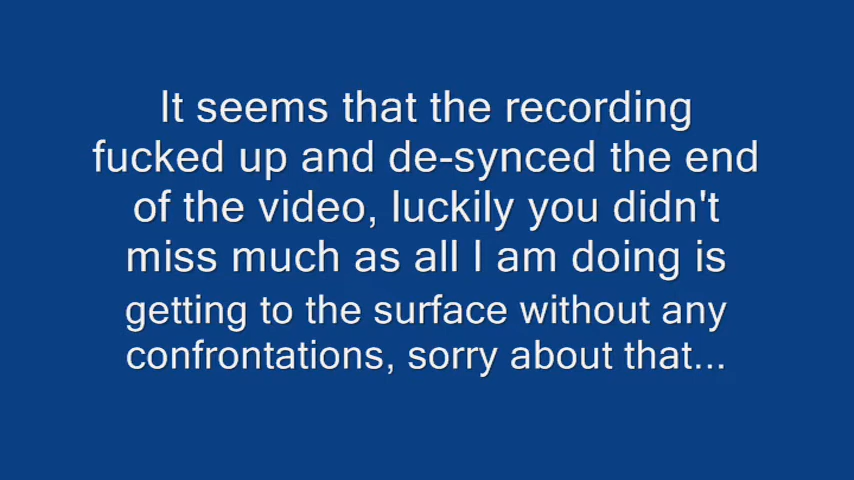 It seems that the recording
fucked up and de-synced the end
of the video, luckily you didn't
miss much as all I am doing is
getting to the surface without any
confrontations, sorry about that...